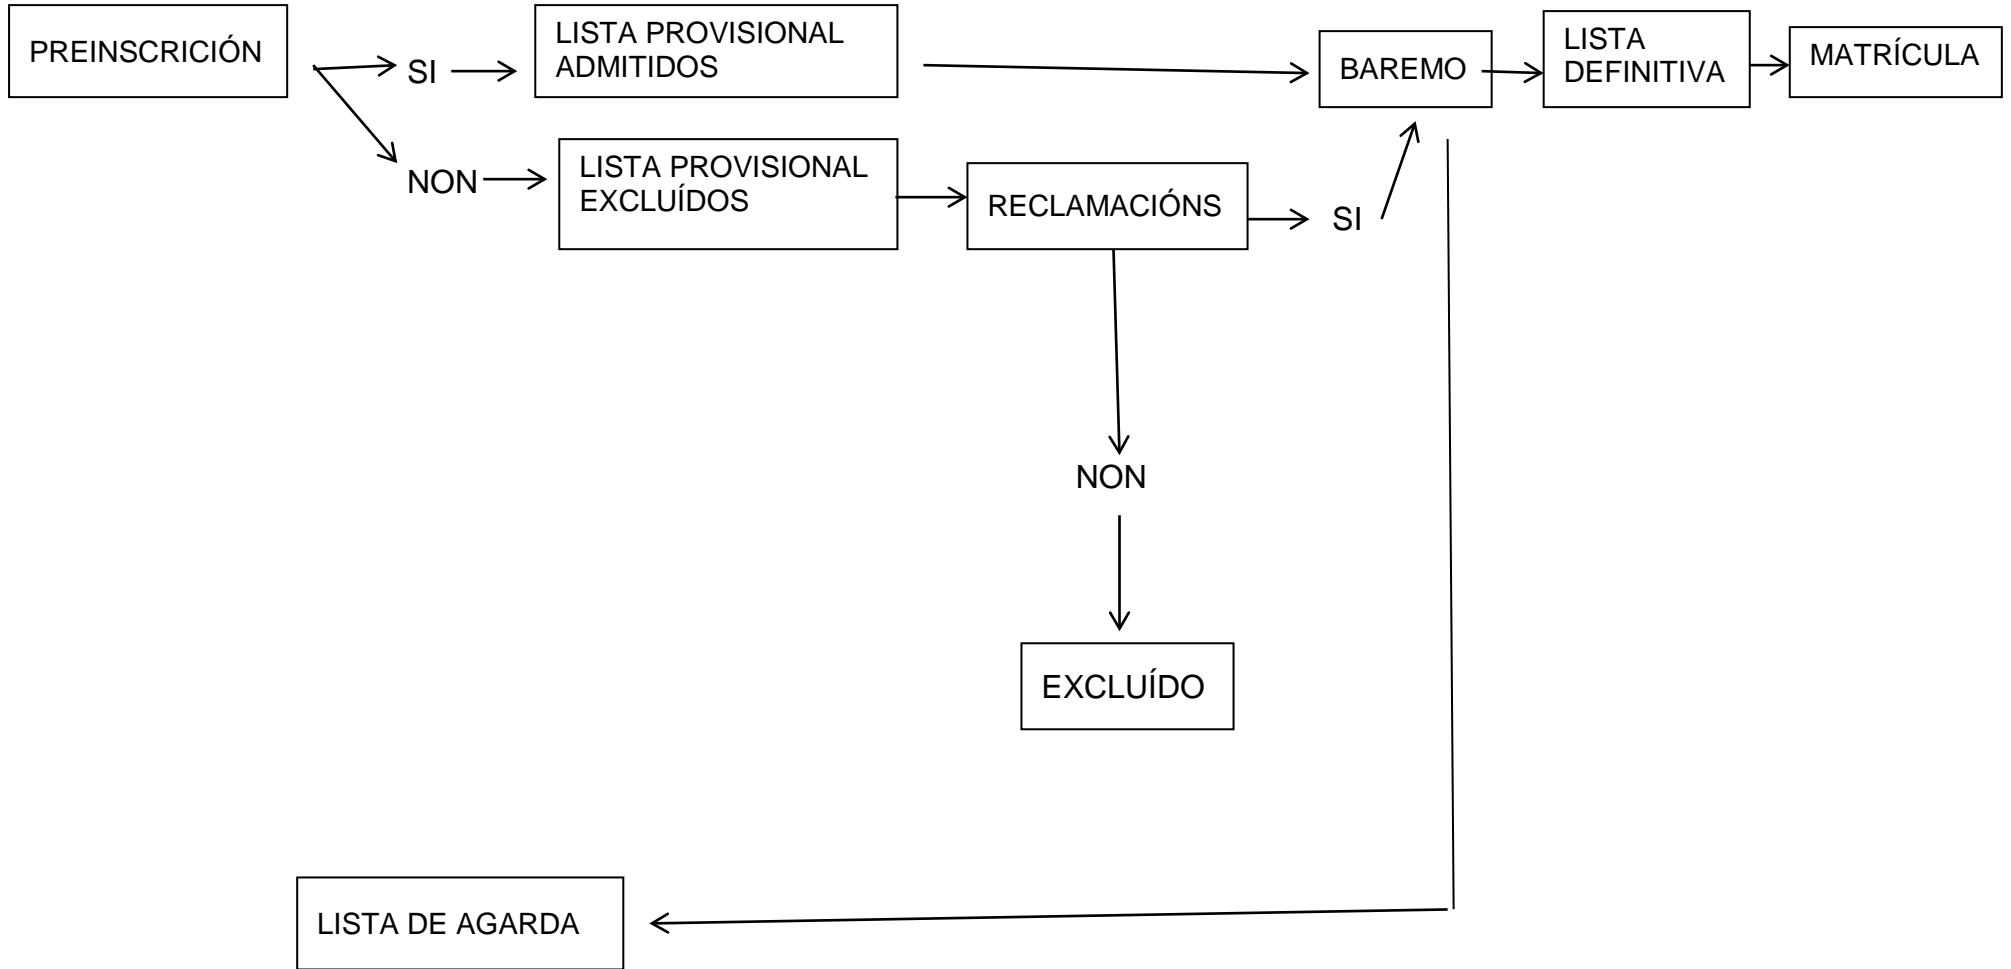 PREINSCRICIÓN
SI
LISTA PROVISIONAL
ADMITIDOS
BAREMO
LISTA
DEFINITIVA
MATRÍCULA
NON
LISTA PROVISIONAL
EXCLUÍDOS
RECLAMACIÓNS
SI
NON
EXCLUÍDO
LISTA DE AGARDA